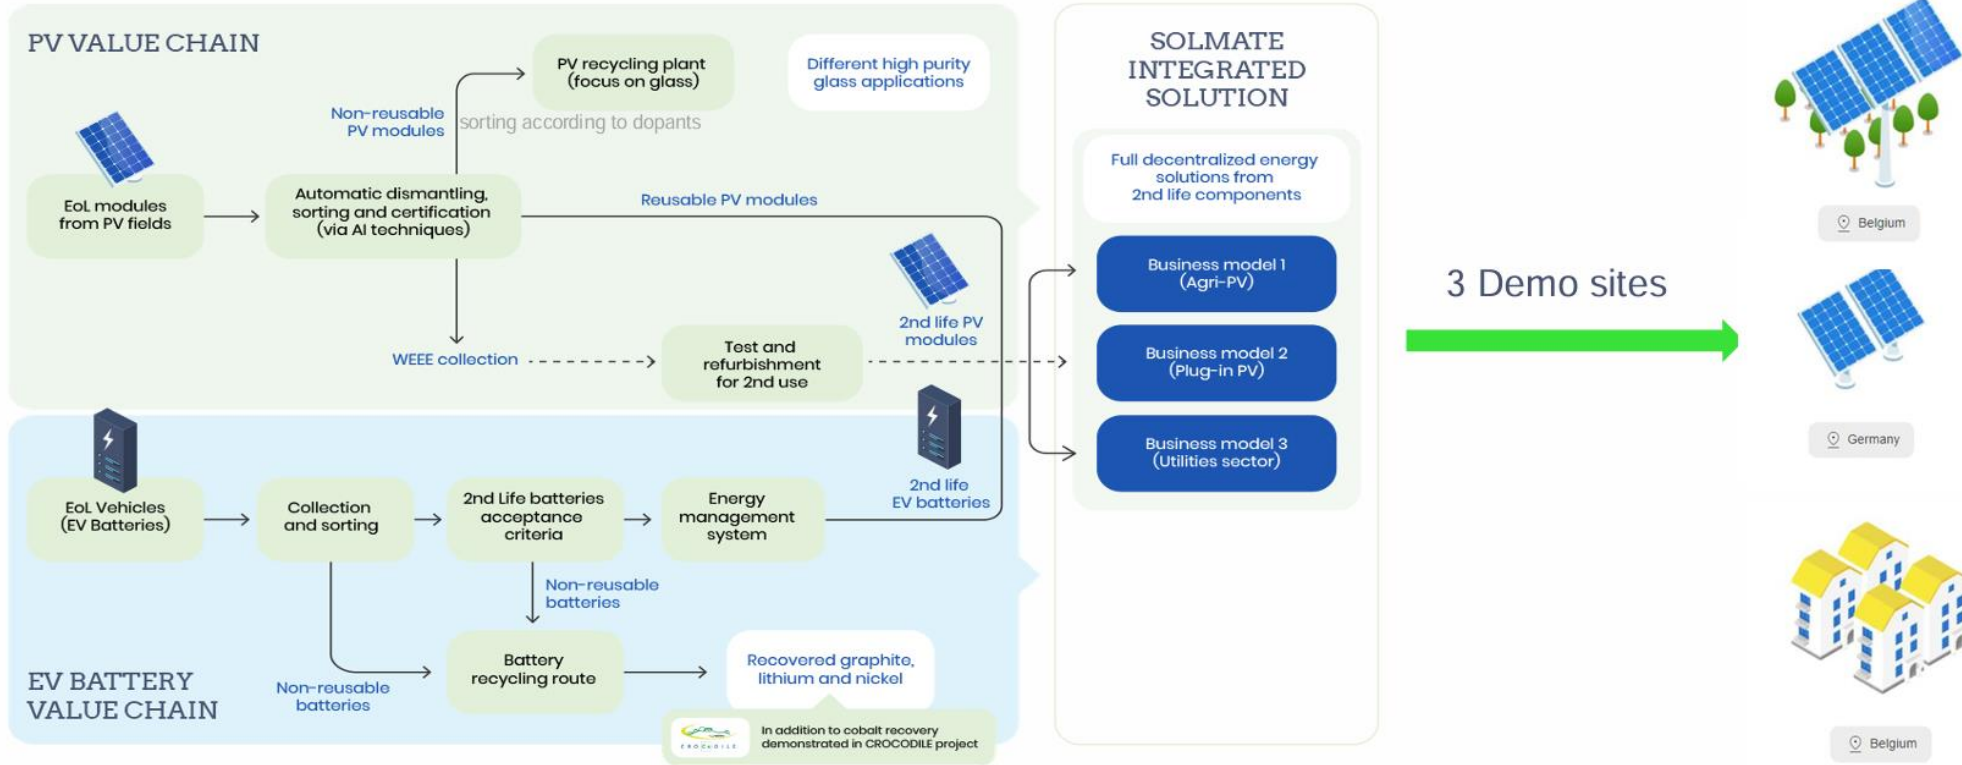 PV VALUE CHAIN
PV recycling plant
(focus on glass)
Different high purity
glass applications
Non-reusable
PV modules
sorting according to dopants
EoL modules
from PV fields
Automatic dismantling,
sorting and certification
(via AI techniques)
Reusable PV modules
2nd life PV
modules
WEEE collection
Test and
refurbishment
for 2nd use
EoL Vehicles
(EV Batteries)
Collection
and sorting
2nd Life batteries
acceptance
criteria
Energy
management
system
2nd life
EV batteries
Non-reusable
batteries
Battery
recycling route
Recovered graphite,
lithium and nickel
Non-reusable
batteries
EV BATTERY
VALUE CHAIN
CROCODILE
In addition to cobalt recovery
demonstrated in CROCODILE project
SOLMATE
INTEGRATED
SOLUTION
Full decentralized energy
solutions from
2nd life components
Business model 1
(Agri-PV)
Business model 2
(Plug-in PV)
Business model 3
(Utilities sector)
3 Demo sites
Belgium
Germany
Belgium